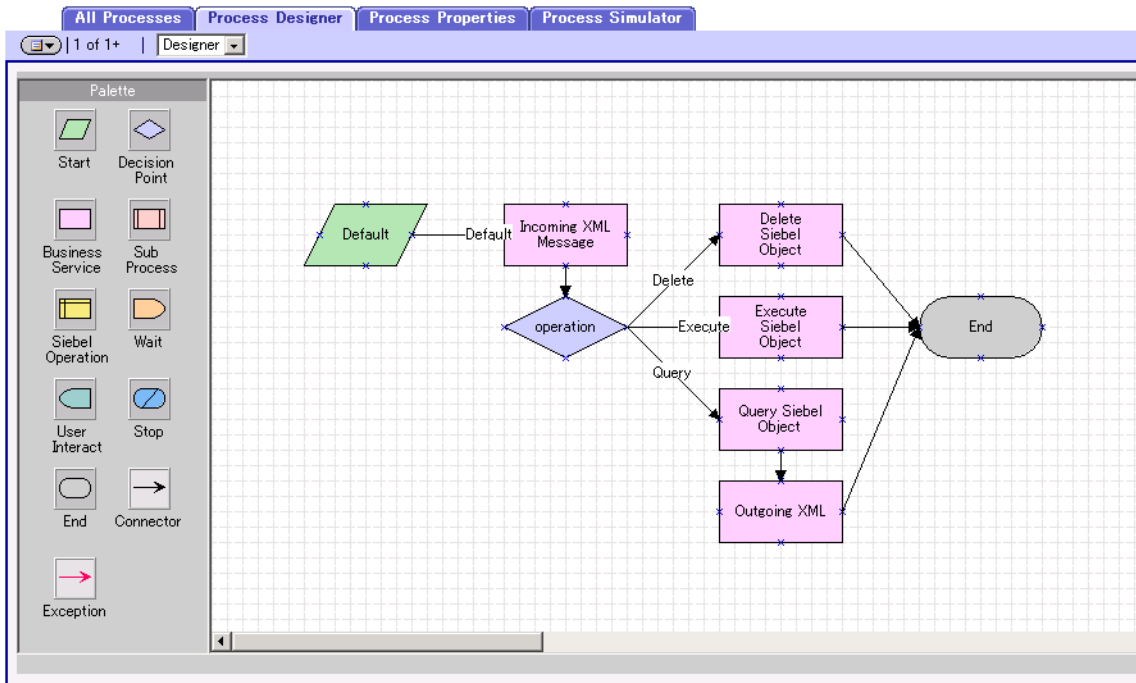 All Processes
Process Designer
Process Properties
Process Simulator
1 of 1+
Designer
Palette
Start
Decision
Point
Business
Service
Sub
Process
Siebel
Operation
Wait
User
Interact
Stop
End
Connector
Exception
Default
Default
Incoming XML
Message
operation
Delete
Execute
Query
Delete
Siebel
Object
Execute
Siebel
Object
Query Siebel
Object
Outgoing XML
End